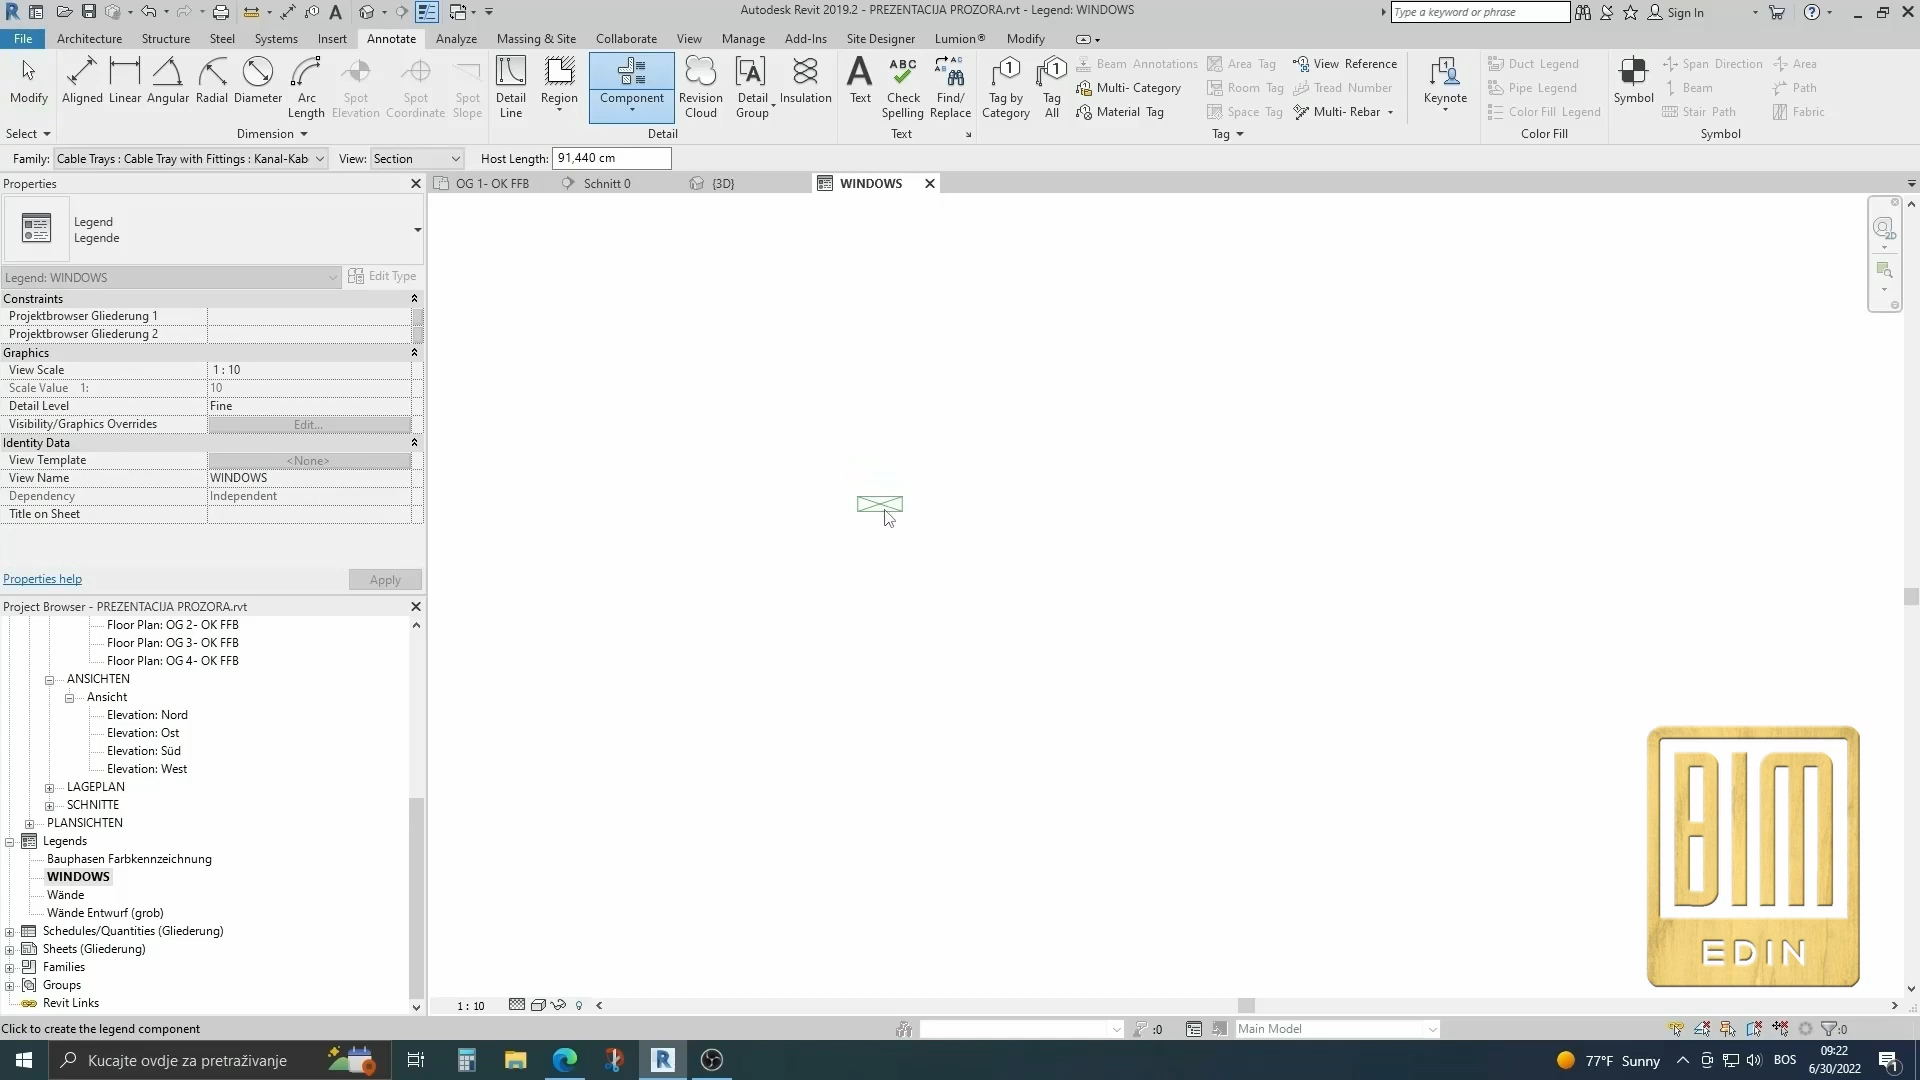 Autodesk Revit 2019.2 - PREZENTACIJA PROZORA.rvt - Legend: WINDOWS
Type a keyword or phrase
Sign In
File Architecture Structure Steel Systems Insert Annotate Analyze Massing & Site Collaborate View Manage Add-Ins Site Designer Lumion® Modify
Modify
Aligned Linear Angular Radial Diameter Arc Length Spot Elevation Spot Coordinate Spot Slope
Detail Line Region Component Revision Cloud Detail Group Insulation
Text Check Spelling Find/ Replace
ABC
Tag by Category Tag All
Beam Annotations Area Tag View Reference
Multi- Category Room Tag Tread Number
Material Tag Space Tag Multi- Rebar
Keynote
Duct Legend
Pipe Legend
Color Fill Legend
Symbol
Span Direction Area
Beam Path
Stair Path Fabric
Select Dimension Detail Text Tag Color Fill Symbol
Family: Cable Trays : Cable Tray with Fittings : Kanal-Kab View: Section Host Length: 91,440 cm
Properties
OG 1- OK FFB Schnitt 0 {3D} WINDOWS
Legend
Legende
Legend: WINDOWS Edit Type
Constraints
Projektbrowser Gliederung 1
Projektbrowser Gliederung 2
Graphics
View Scale 1 : 10
Scale Value 1: 10
Detail Level Fine
Visibility/Graphics Overrides Edit...
Identity Data
View Template <None>
View Name WINDOWS
Dependency Independent
Title on Sheet
Properties help Apply
Project Browser - PREZENTACIJA PROZORA.rvt
Floor Plan: OG 2- OK FFB
Floor Plan: OG 3- OK FFB
Floor Plan: OG 4- OK FFB
ANSICHTEN
Ansicht
Elevation: Nord
Elevation: Ost
Elevation: Süd
Elevation: West
LAGEPLAN
SCHNITTE
PLANSICHTEN
Legends
Bauphasen Farbkennzeichnung
WINDOWS
Wände
Wände Entwurf (grob)
Schedules/Quantities (Gliederung)
Sheets (Gliederung)
Families
Groups
Revit Links
BIM
EDIN
1 : 10
Click to create the legend component
:0
Main Model
:0
Kucajte ovdje za pretraživanje
77°F Sunny
BOS
09:22
6/30/2022